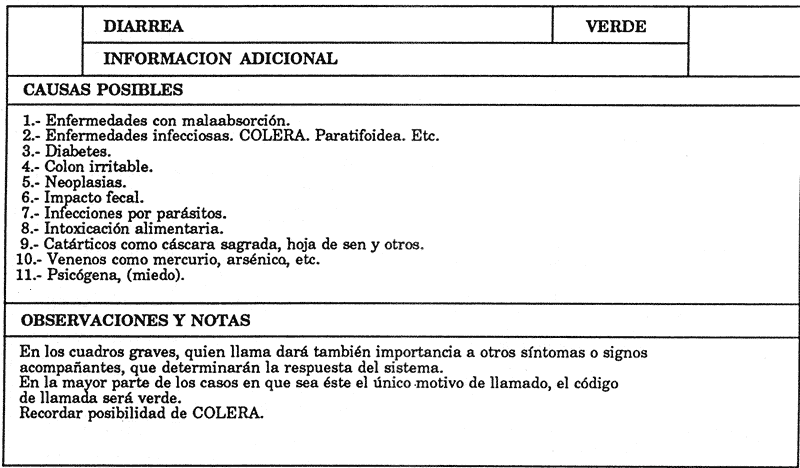 DIARREA VERDE
INFORMACION ADICIONAL
CAUSAS POSIBLES
1.- Enfermedades con malaabsorción.
2.- Enfermedades infecciosas. COLERA. Paratifoidea. Etc.
3.- Diabetes.
4.- Colon irritable.
5.- Neoplasias.
6.- Impacto fecal.
7.- Infecciones por parásitos.
8.- Intoxicación alimentaria.
9.- Catárticos como cáscara sagrada, hoja de sen y otros.
10.- Venenos como mercurio, arsénico, etc.
11.- Psicógena, (miedo).
OBSERVACIONES Y NOTAS
En los cuadros graves, quien llama dará también importancia a otros síntomas o signos
acompañantes, que determinarán la respuesta del sistema.
En la mayor parte de los casos en que sea éste el único motivo de llamado, el código
de llamada será verde.
Recordar posibilidad de COLERA.